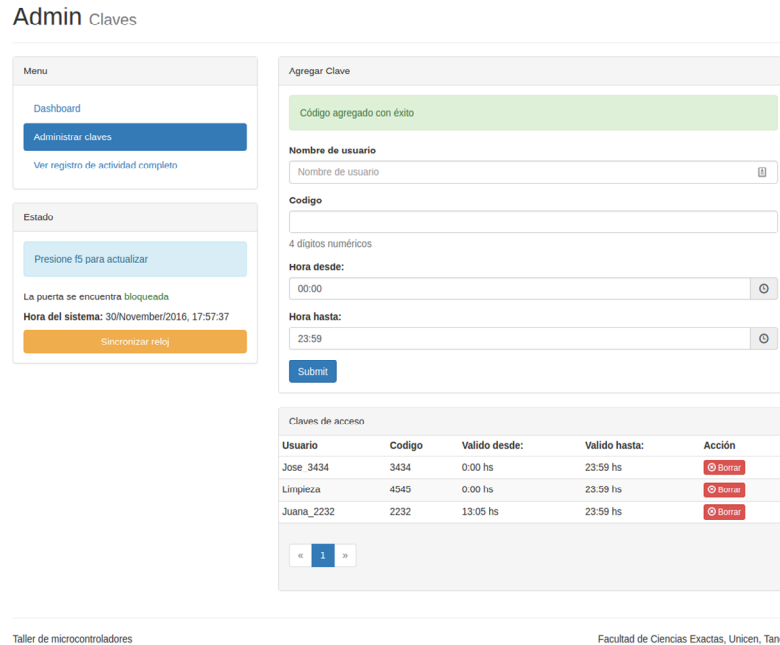 Admin Claves
Menu
Dashboard
Administrar claves
Ver registro de actividad completo
Estado
Presione f5 para actualizar
La puerta se encuentra bloqueada
Hora del sistema: 30/November/2016, 17:57:37
Sincronizar reloj
Agregar Clave
Código agregado con éxito
Nombre de usuario
Nombre de usuario
Codigo
4 dígitos numéricos
Hora desde:
00:00
Hora hasta:
23:59
Submit
Claves de acceso
Usuario Codigo Valido desde: Valido hasta: Acción
Jose_3434 3434 0:00 hs 23:59 hs Borrar
Limpieza 4545 0:00 hs 23:59 hs Borrar
Juana_2232 2232 13:05 hs 23:59 hs Borrar
« 1 »
Taller de microcontroladores
Facultad de Ciencias Exactas, Unicen, Tan